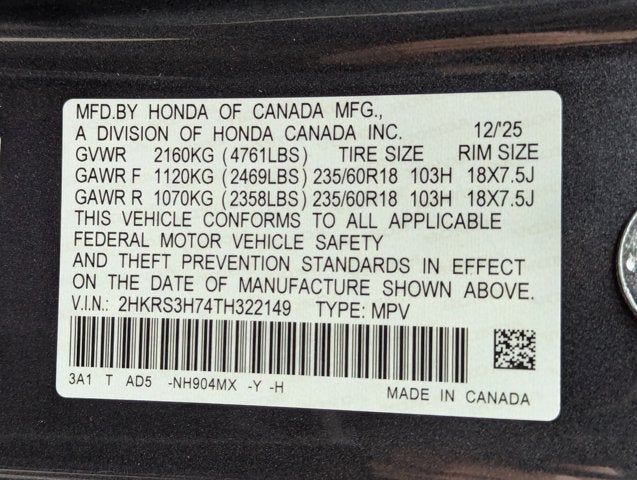 MFD.BY HONDA OF CANADA MFG.,
A DIVISION OF HONDA CANADA INC. 12/'25
GVWR 2160KG (4761LBS) TIRE SIZE RIM SIZE
GAWR F 1120KG (2469LBS) 235/60R18 103H 18X7.5J
GAWR R 1070KG (2358LBS) 235/60R18 103H 18X7.5J
THIS VEHICLE CONFORMS TO ALL APPLICABLE
FEDERAL MOTOR VEHICLE SAFETY
AND THEFT PREVENTION STANDARDS IN EFFECT
ON THE DATE OF MANUFACTURE SHOWN ABOVE.
V.I.N.: 2HKRS3H74TH322149 TYPE: MPV
3A1 T AD5 -NH904MX -Y -H MADE IN CANADA